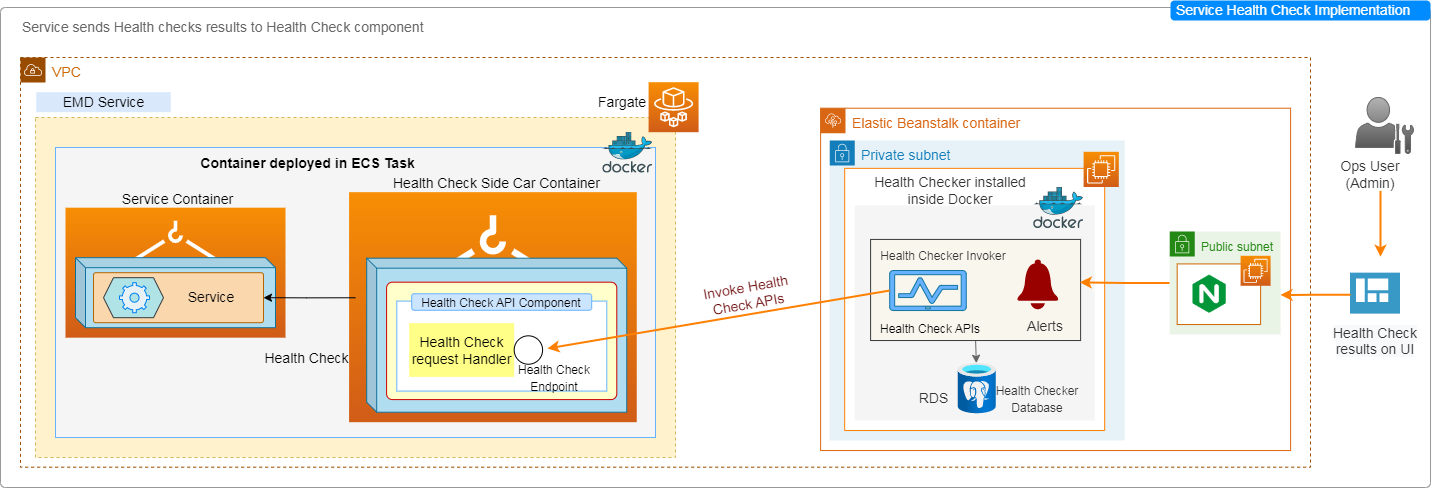 Service Health Check Implementation
Service sends Health checks results to Health Check component
VPC
EMD Service
Fargate
docker
Container deployed in ECS Task
Service Container
Service
Health Check
Health Check Side Car Container
Health Check API Component
Health Check
request Handler
Health Check
Endpoint
Invoke Health
Check APIs
Elastic Beanstalk container
Private subnet
Health Checker installed
inside Docker
docker
Health Checker Invoker
Health Check APIs
Alerts
RDS
Health Checker
Database
Public subnet
N
Ops User
(Admin)
Health Check
results on UI